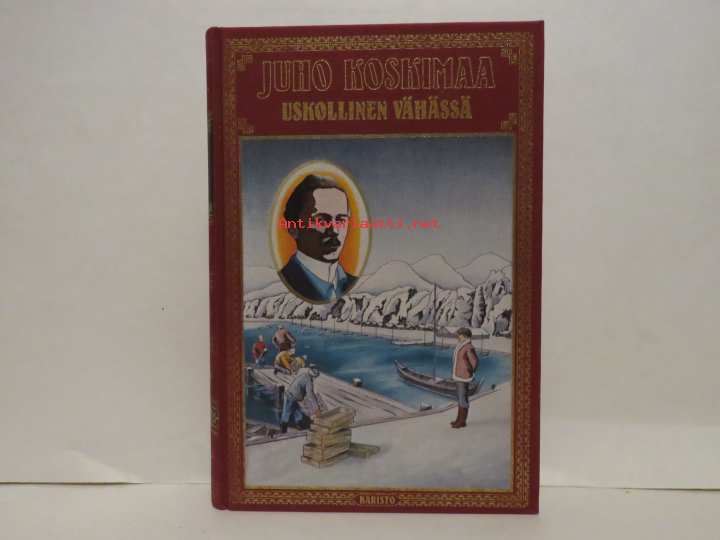 JUHO KOSKIMAA
USKOLLINEN VÄHÄSSÄ
Antikvariaatti.net
KARISTO